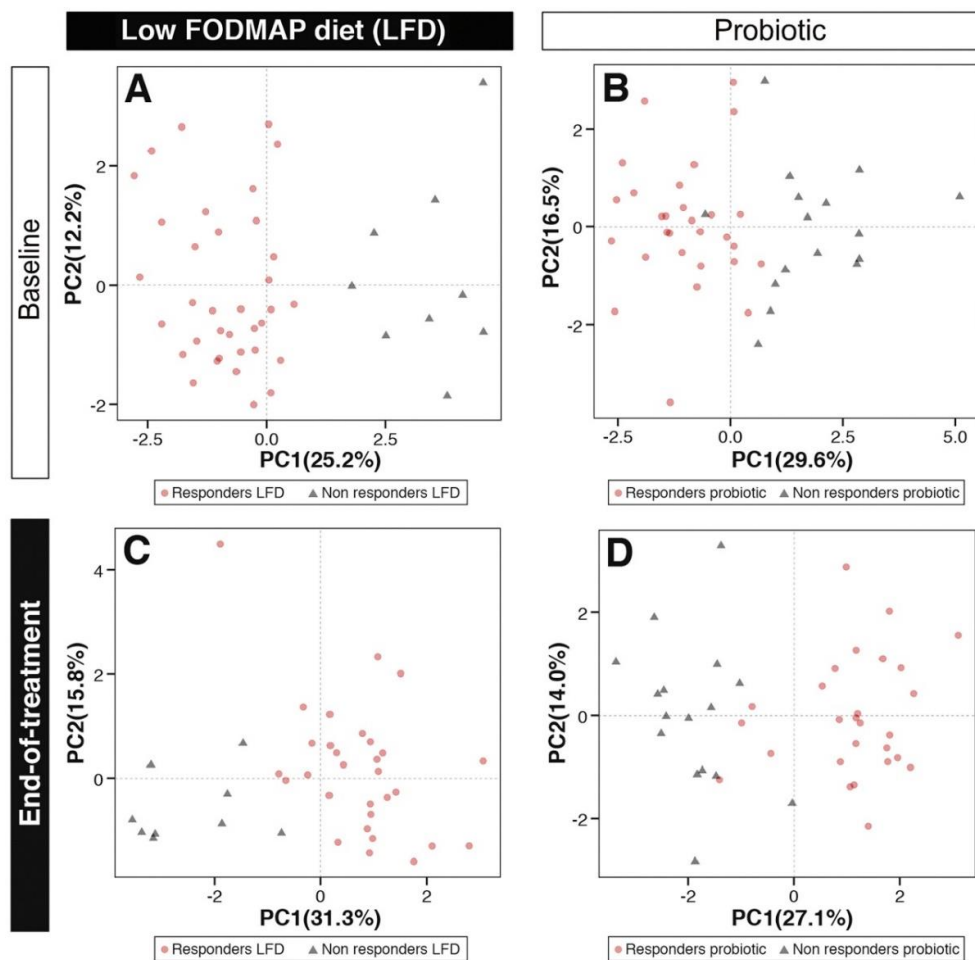 Low FODMAP diet (LFD)
Probiotic
Baseline
A
PC2(12.2%)
2
0
-2
-2.5
0.0
2.5
PC1(25.2%)
Responders LFD
Non responders LFD
B
PC2(16.5%)
2
0
-2
-2.5
0.0
2.5
5.0
PC1(29.6%)
Responders probiotic
Non responders probiotic
End-of-treatment
C
PC2(15.8%)
4
2
0
-2
0
2
PC1(31.3%)
Responders LFD
Non responders LFD
D
PC2(14.0%)
2
0
-2
-2
0
2
PC1(27.1%)
Responders probiotic
Non responders probiotic